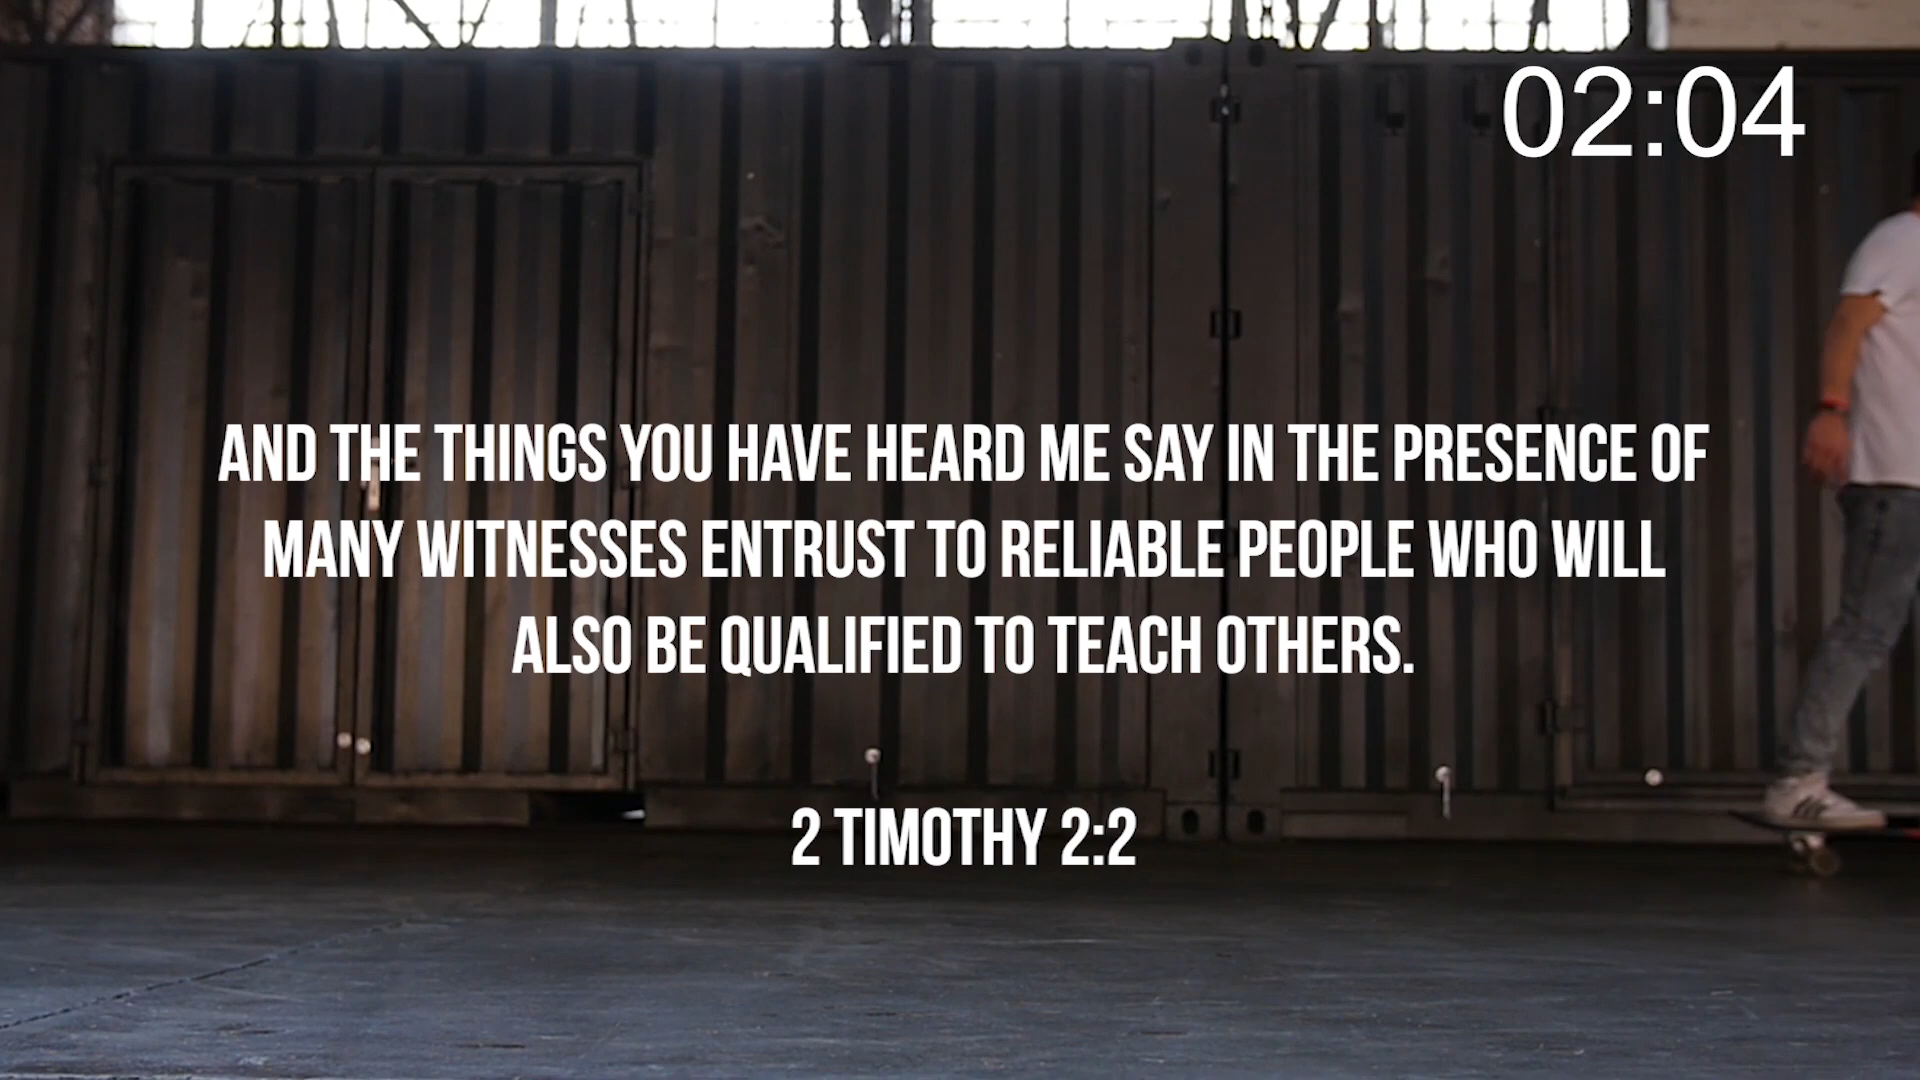 02:04
AND THE THINGS YOU HAVE HEARD ME SAY IN THE PRESENCE OF
MANY WITNESSES ENTRUST TO RELIABLE PEOPLE WHO WILL
ALSO BE QUALIFIED TO TEACH OTHERS.
2 TIMOTHY 2:2